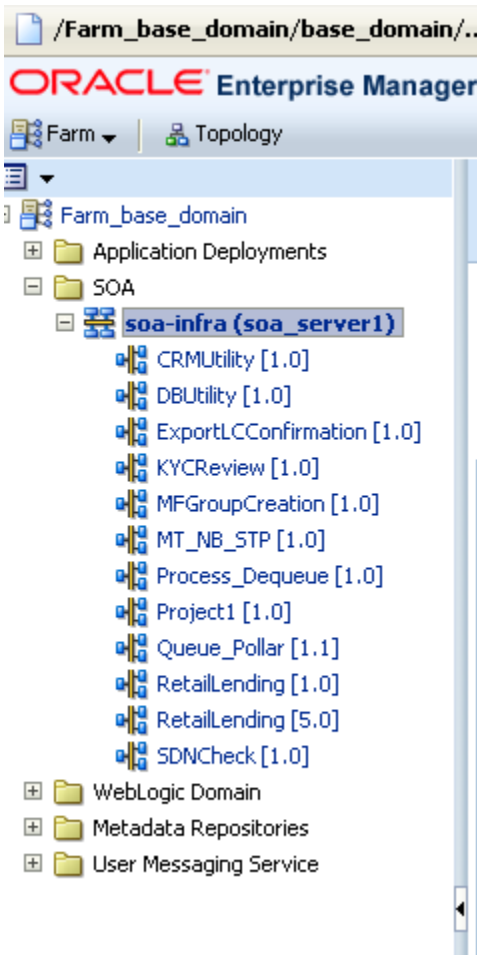 /Farm_base_domain/base_domain/..
ORACLE Enterprise Manager
Farm Topology
Farm_base_domain
Application Deployments
SOA
soa-infra (soa_server1)
CRMUtility [1.0]
DBUtility [1.0]
ExportLCConfirmation [1.0]
KYCReview [1.0]
MFGroupCreation [1.0]
MT_NB_STP [1.0]
Process_Dequeue [1.0]
Project1 [1.0]
Queue_Pollar [1.1]
RetailLending [1.0]
RetailLending [5.0]
SDNCheck [1.0]
WebLogic Domain
Metadata Repositories
User Messaging Service